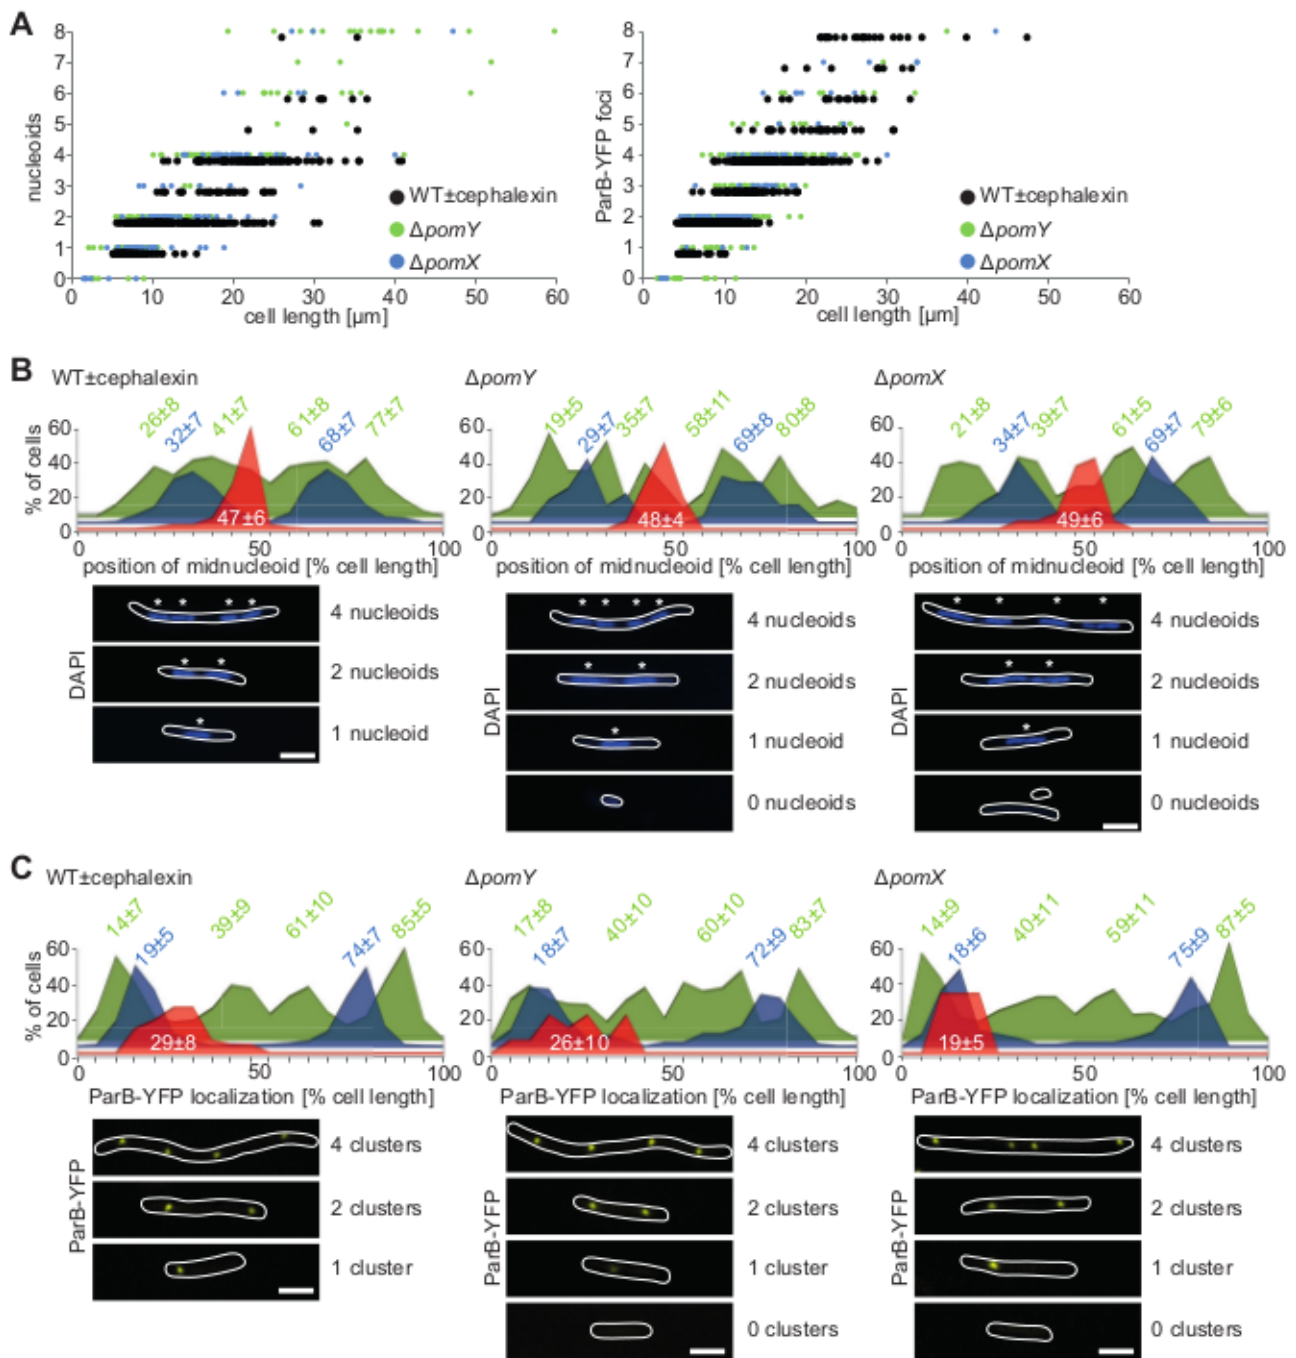 A
8
7
6
5
4
3
2
1
0
nucleoids
0 10 20 30 40 50 60
cell length [µm]
WT±cephalexin
ΔpomY
ΔpomX
8
7
6
5
4
3
2
1
0
ParB-YFP foci
0 10 20 30 40 50 60
cell length [µm]
WT±cephalexin
ΔpomY
ΔpomX
B
WT±cephalexin
26±8 32±7 41±7 61±8 68±7 77±7
60
40
20
0
% of cells
47±6
0 50 100
position of midnucleoid [% cell length]
DAPI
* * * * 4 nucleoids
* * 2 nucleoids
* 1 nucleoid
ΔpomY
19±5 29±7 35±7 58±11 69±8 80±8
60
40
20
0
48±4
0 50 100
position of midnucleoid [% cell length]
DAPI
* * * * 4 nucleoids
* * 2 nucleoids
* 1 nucleoid
0 nucleoids
ΔpomX
21±8 34±7 39±7 61±5 69±7 79±6
60
40
20
0
49±6
0 50 100
position of midnucleoid [% cell length]
DAPI
* * * * 4 nucleoids
* * 2 nucleoids
* 1 nucleoid
0 nucleoids
C
WT±cephalexin
14±7 19±5 39±9 61±10 74±7 85±5
60
40
20
0
% of cells
29±8
0 50 100
ParB-YFP localization [% cell length]
ParB-YFP
4 clusters
2 clusters
1 cluster
ΔpomY
17±8 18±7 40±10 60±10 72±9 83±7
60
40
20
0
26±10
0 50 100
ParB-YFP localization [% cell length]
ParB-YFP
4 clusters
2 clusters
1 cluster
0 clusters
ΔpomX
14±9 18±6 40±11 59±11 75±9 87±5
60
40
20
0
19±5
0 50 100
ParB-YFP localization [% cell length]
ParB-YFP
4 clusters
2 clusters
1 cluster
0 clusters